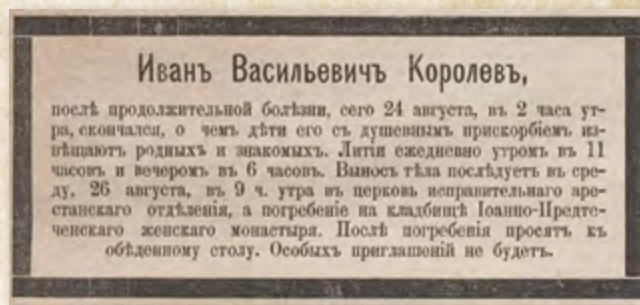 Иванъ Васильевичъ Королевъ,
послѣ продолжительной болѣзни, сего 24 августа, въ 2 часа ут-
ра, скончался, о чемъ дѣти его съ душевнымъ прискорбіемъ из-
вѣщаютъ родныхъ и знакомыхъ. Литіи ежедневно утромъ въ 11
часовъ и вечеромъ въ 6 часовъ. Выносъ тѣла послѣдуетъ въ сре-
ду, 26 августа, въ 9 ч. утра въ церковь исправительнаго аре-
стантскаго отдѣленія, а погребеніе на кладбищѣ Іоанно-Предте-
ченскаго женскаго монастыря. Послѣ погребенія просятъ къ
обѣденному столу. Особыхъ приглашеній не будетъ.